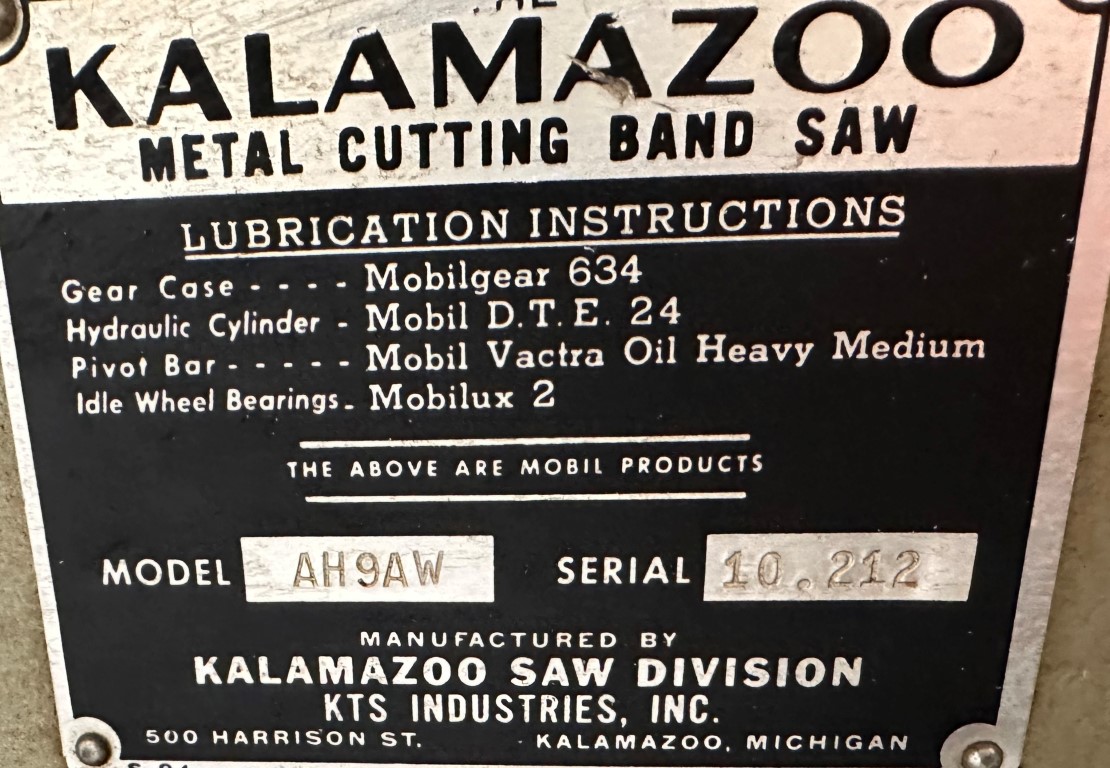 KALAMAZOO
METAL CUTTING BAND SAW
LUBRICATION INSTRUCTIONS
Gear Case - - - - Mobilgear 634
Hydraulic Cylinder - Mobil D.T.E. 24
Pivot Bar - - - - - Mobil Vactra Oil Heavy Medium
Idle Wheel Bearings - Mobilux 2
THE ABOVE ARE MOBIL PRODUCTS
MODEL AH9AW SERIAL 10.212
MANUFACTURED BY
KALAMAZOO SAW DIVISION
KTS INDUSTRIES, INC.
500 HARRISON ST. KALAMAZOO, MICHIGAN